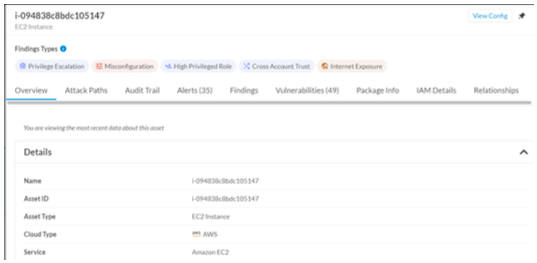 i-094838c8bdc105147
View Config
EC2 Instance
Findings Types
Privilege Escalation Misconfiguration High Privileged Role Cross Account Trust Internet Exposure
Overview Attack Paths Audit Trail Alerts (35) Findings Vulnerabilities (49) Package Info IAM Details Relationships
You are viewing the most recent data about this asset
Details
Name i-094838c8bdc105147
Asset ID i-094838c8bdc105147
Asset Type EC2 Instance
Cloud Type AWS
Service Amazon EC2